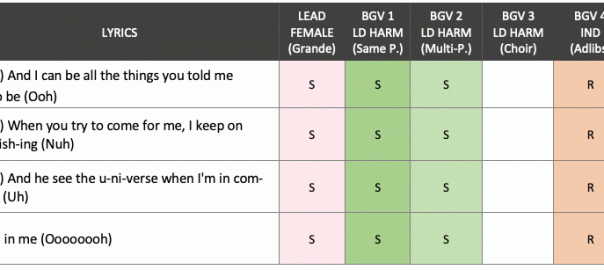 LYRICS
LEAD FEMALE (Grande)
BGV 1 LD HARM (Same P.)
BGV 2 LD HARM (Multi-P.)
BGV 3 LD HARM (Choir)
BGV 4 IND (Adlibs
) And I can be all the things you told me
o be (Ooh)
S S S R
) When you try to come for me, I keep on
ish-ing (Nuh)
S S S R
) And he see the u-ni-verse when I'm in com-
(Uh)
S S S R
in me (Oooooooh)
S S S R